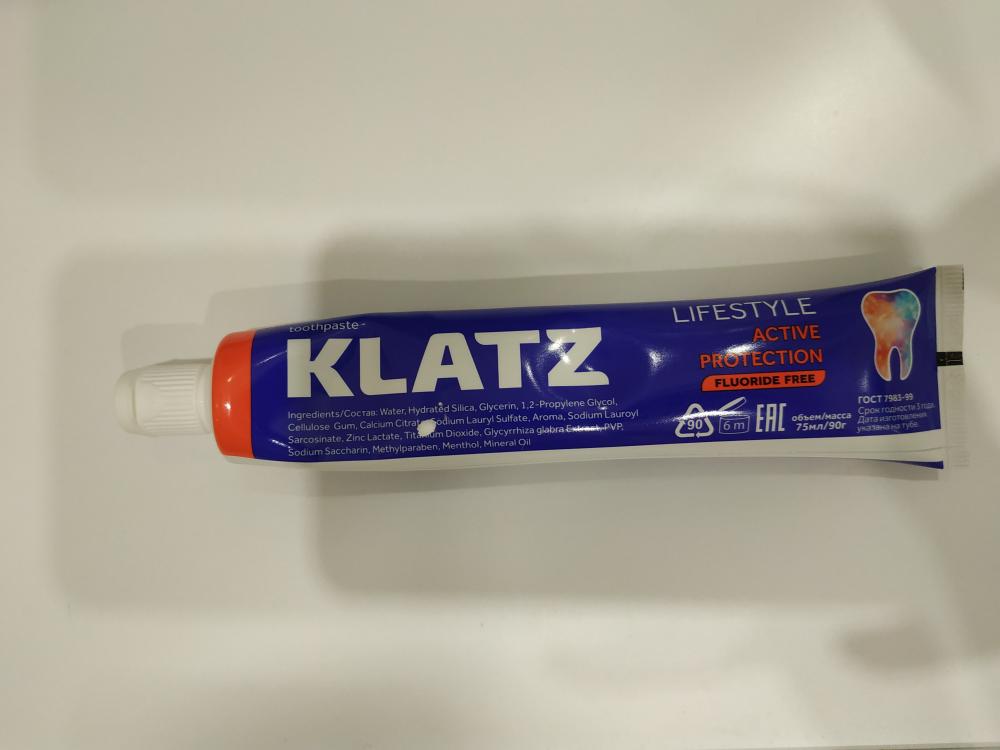 toothpaste
KLATZ
Ingredients/Состав: Water, Hydrated Silica, Glycerin, 1,2-Propylene Glycol,
Cellulose Gum, Calcium Citrate, Sodium Lauryl Sulfate, Aroma, Sodium Lauroyl
Sarcosinate, Zinc Lactate, Titanium Dioxide, Glycyrrhiza glabra Extract, PVP,
Sodium Saccharin, Methylparaben, Menthol, Mineral Oil
LIFESTYLE
ACTIVE
PROTECTION
FLUORIDE FREE
90
6 m
EAC
объем/масса
75мл/90г
ГОСТ 7983-99
Срок годности 3 года.
Дата изготовления
указана на тубе.